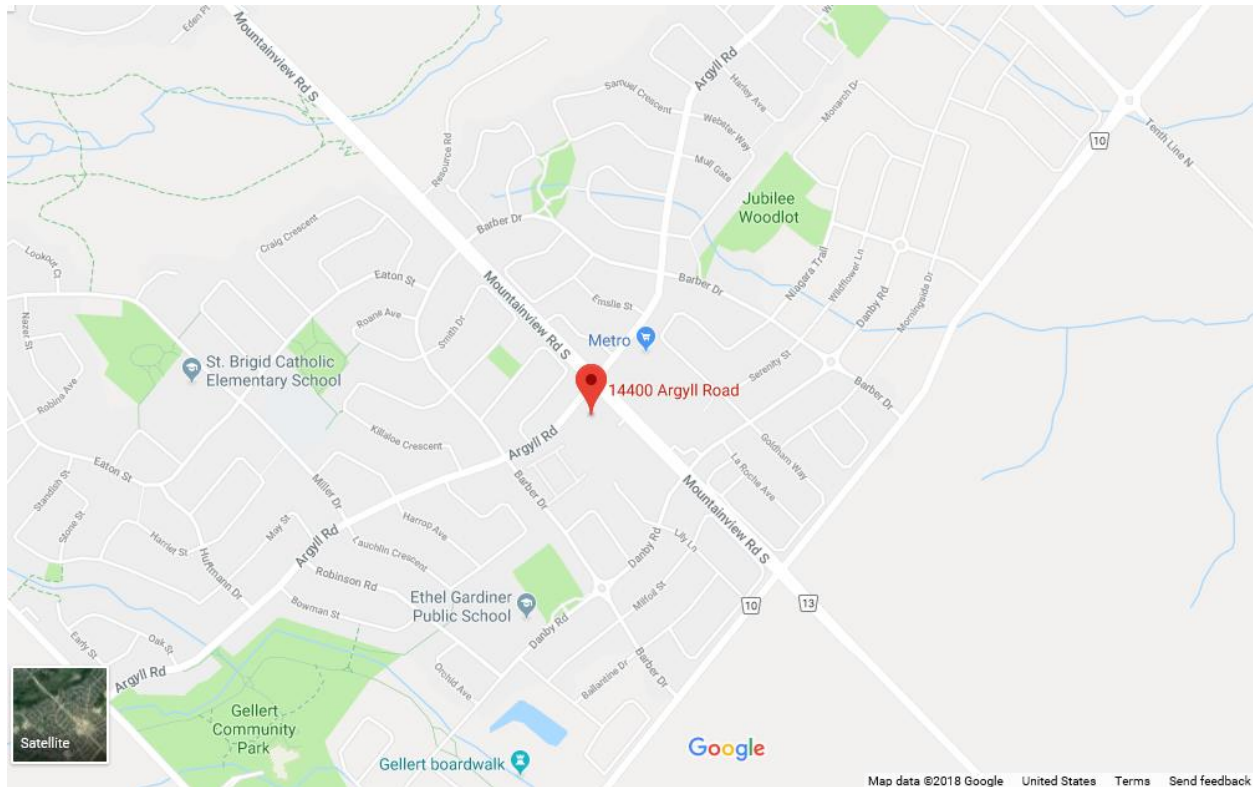 Eden Pl
Mountainview Rd S
Argyll Rd
Harley Ave
Samuel Crescent
Webster Way
Monarch Dr
Mull Gate
Resource Rd
10
Tenth Line N
Jubilee
Woodlot
Barber Dr
Craig Crescent
Lookout Ct
Eaton St
Mountainview Rd S
Barber Dr
Niagara Trail
Wildflower Ln
Danby Rd
Morningside Dr
Nazer St
Roane Ave
Smith Dr
Emslie St
Metro
St. Brigid Catholic
Elementary School
Robina Ave
14400 Argyll Road
Serenity St
Barber Dr
Killaloe Crescent
Argyll Rd
Goldham Way
La Roche Ave
Eaton St
Standish St
Stone St
Miller Dr
Barber Dr
Mountainview Rd S
May St
Harrop Ave
Harriet St
Huffmann Dr
Argyll Rd
Lauchlin Crescent
Lily Ln
Danby Rd
Robinson Rd
Bowman St
Ethel Gardiner
Public School
Milfoil St
10
13
Early St
Oak St
Argyll Rd
Danby Rd
Orchid Ave
Ballantine Dr
Barber Dr
Gellert
Community
Park
Satellite
Gellert boardwalk
Google
Map data ©2018 Google United States Terms Send feedback